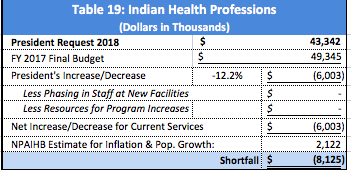 Table 19: Indian Health Professions
(Dollars in Thousands)
President Request 2018 $ 43,342
FY 2017 Final Budget $ 49,345
President's Increase/Decrease -12.2% $ (6,003)
Less Phasing in Staff at New Facilities $ -
Less Resources for Program Increases $ -
Net Increase/Decrease for Current Services $ (6,003)
NPAIHB Estimate for Inflation & Pop. Growth: 2,122
Shortfall $ (8,125)